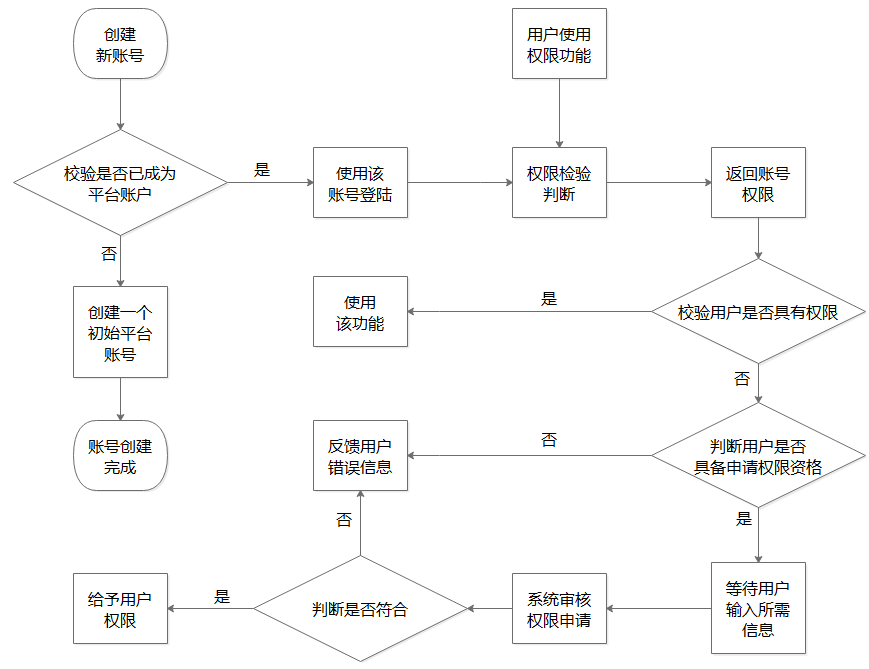 创建
新账号
用户使用
权限功能
校验是否已成为
平台账户
是
使用该
账号登陆
权限检验
判断
返回账号
权限
否
创建一个
初始平台
账号
使用
该功能
是
校验用户是否具有权限
否
账号创建
完成
反馈用户
错误信息
否
判断用户是否
具备申请权限资格
否
是
给予用户
权限
是
判断是否符合
系统审核
权限申请
等待用户
输入所需
信息